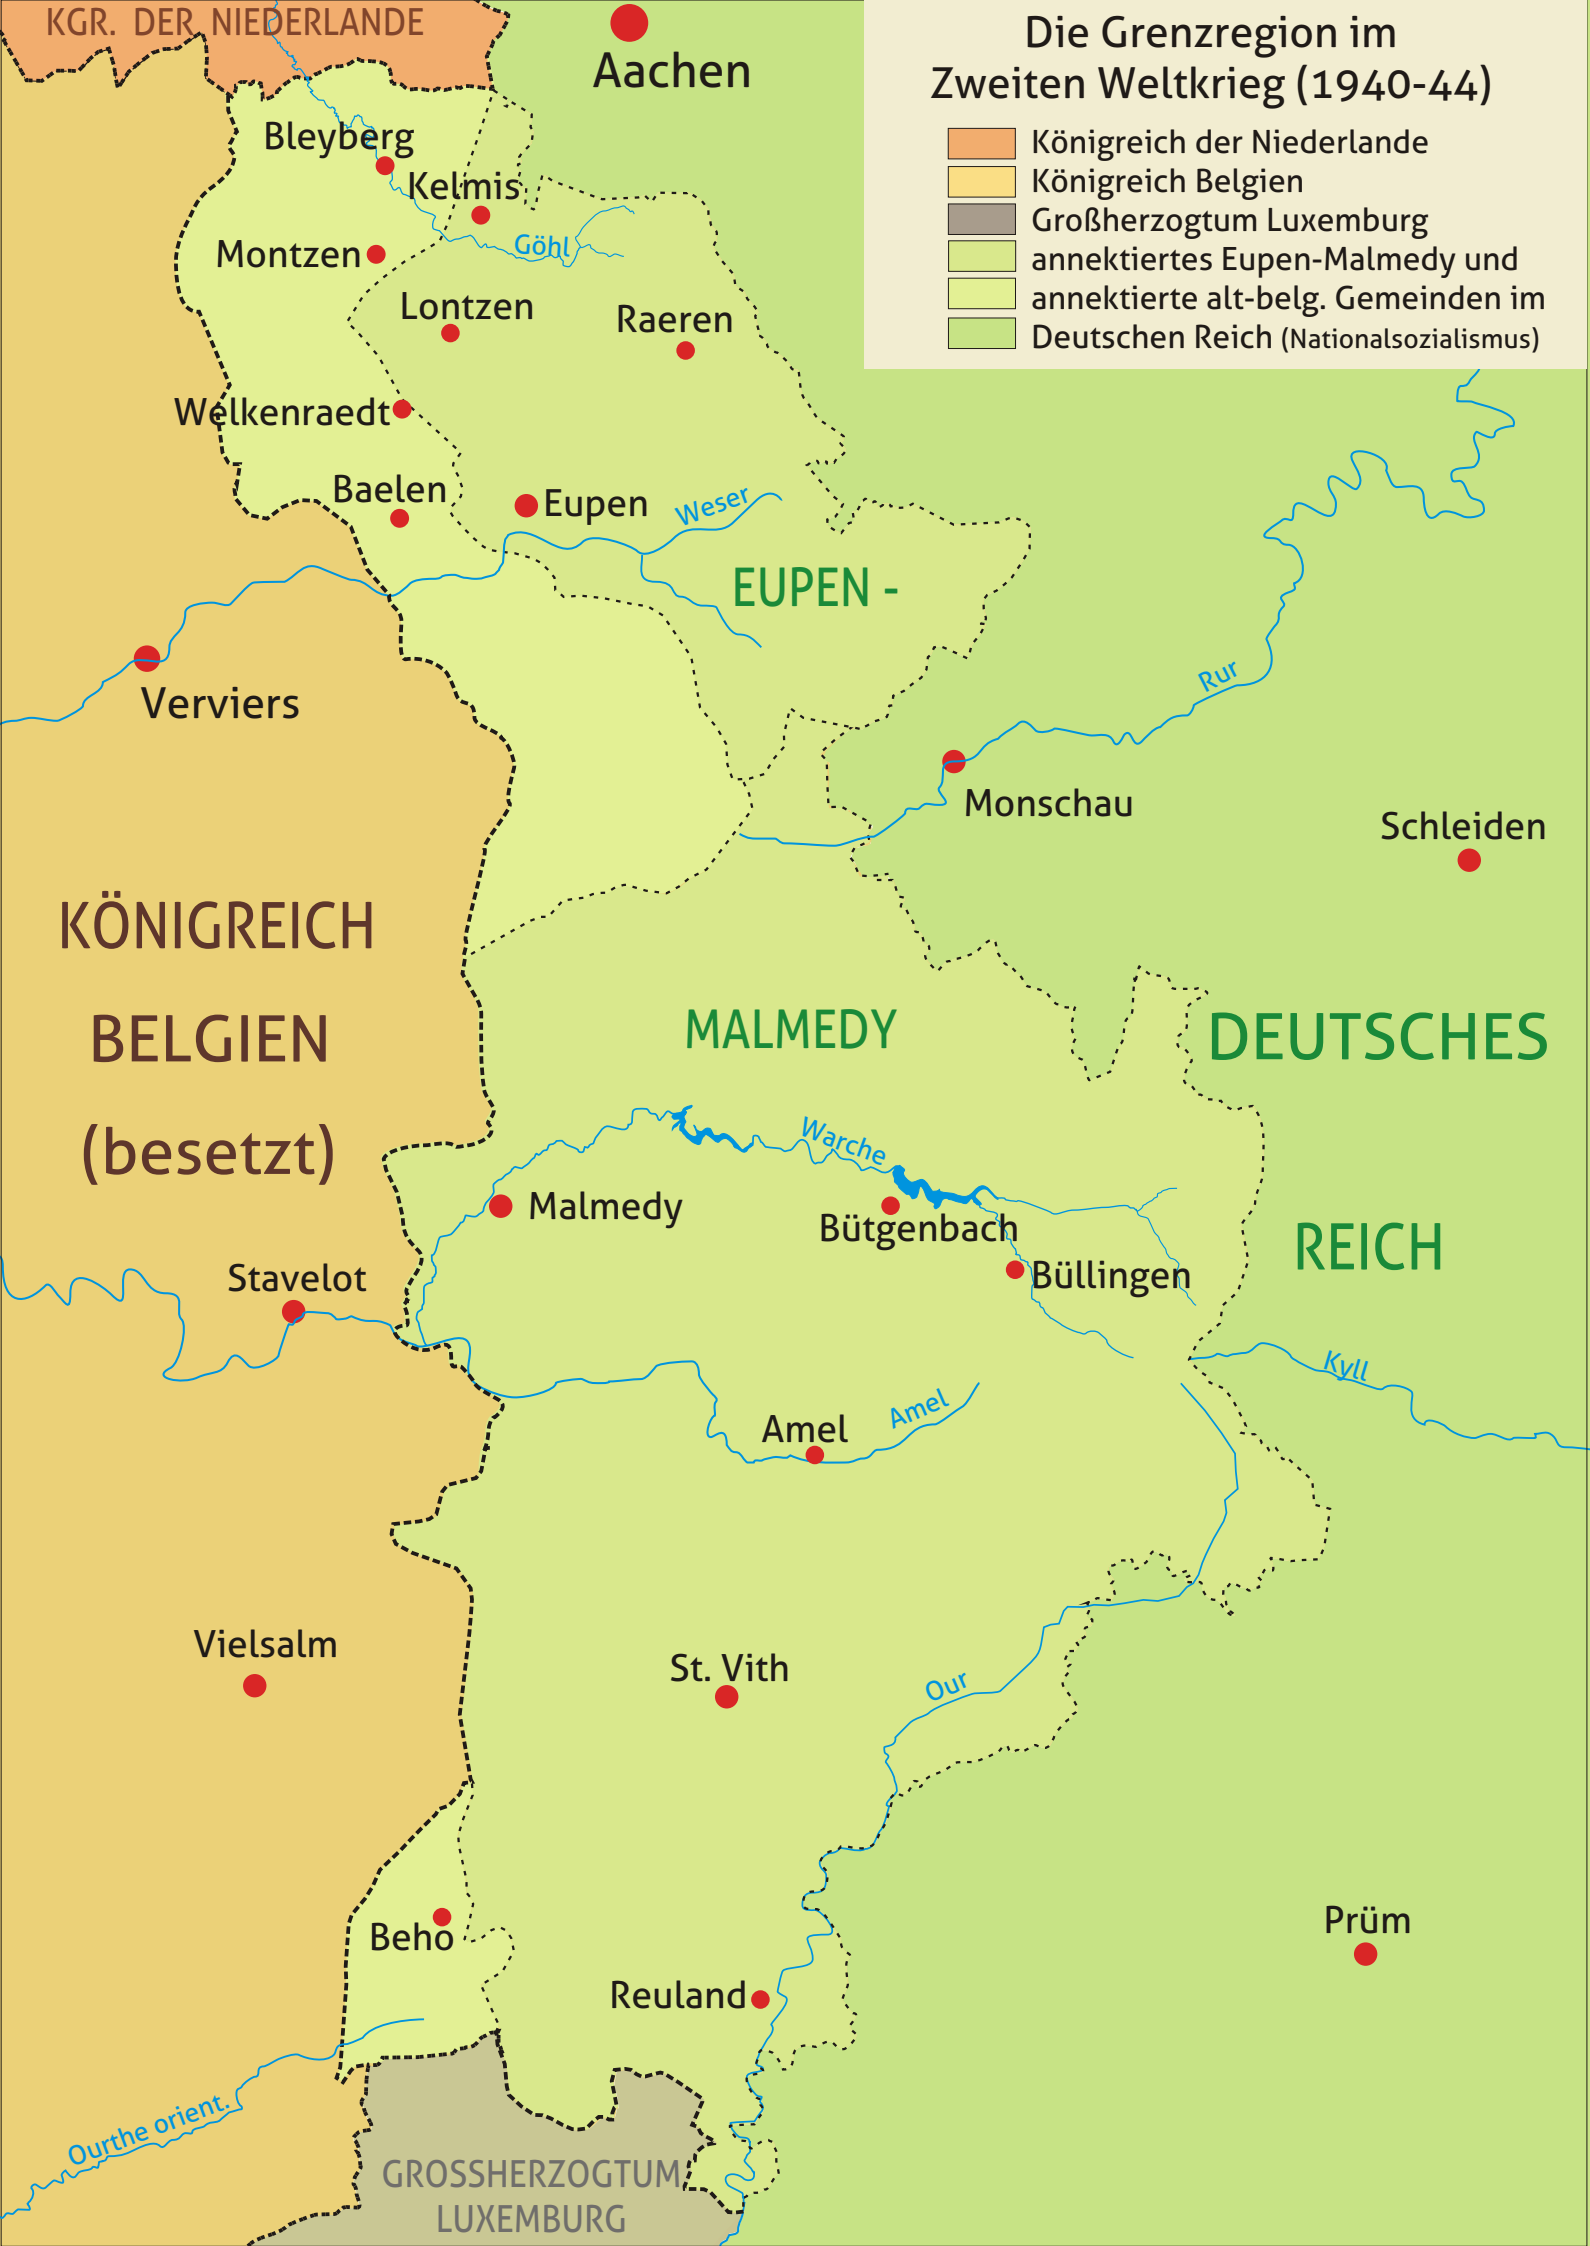 KGR. DER NIEDERLANDE
Aachen
Die Grenzregion im
Zweiten Weltkrieg (1940-44)
Königreich der Niederlande
Königreich Belgien
Großherzogtum Luxemburg
annektiertes Eupen-Malmedy und
annektierte alt-belg. Gemeinden im
Deutschen Reich (Nationalsozialismus)
Bleyberg
Kelmis
Göhl
Montzen
Lontzen
Raeren
Welkenraedt
Baelen
Eupen
Weser
EUPEN -
Rur
Verviers
Monschau
Schleiden
KÖNIGREICH
BELGIEN
(besetzt)
MALMEDY
DEUTSCHES
REICH
Warche
Malmedy
Bütgenbach
Büllingen
Stavelot
Kyll
Amel
Amel
Vielsalm
St. Vith
Our
Beho
Prüm
Reuland
Ourthe orient.
GROSSHERZOGTUM
LUXEMBURG